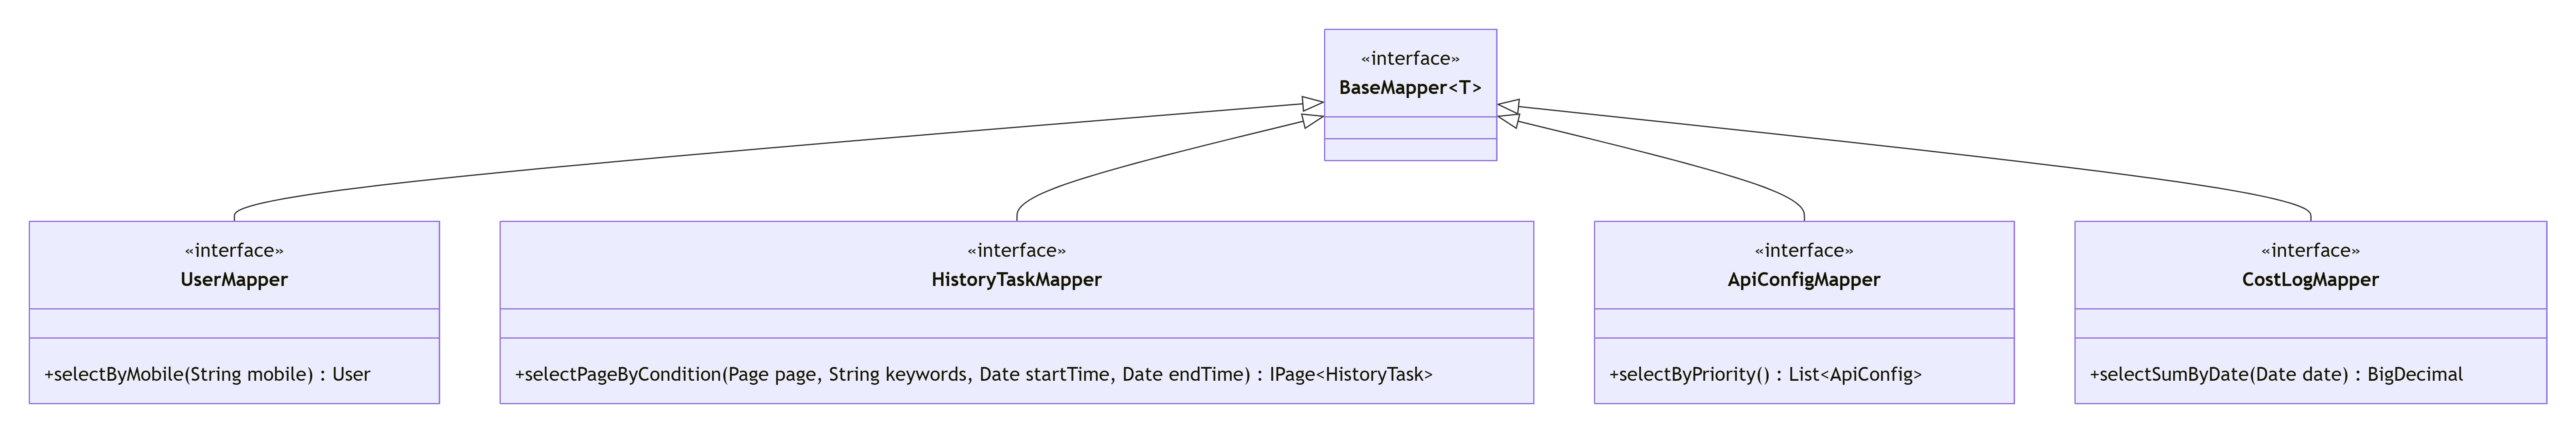 «interface»
BaseMapper<T>
«interface»
UserMapper
+selectByMobile(String mobile) : User
«interface»
HistoryTaskMapper
+selectPageByCondition(Page page, String keywords, Date startTime, Date endTime) : IPage<HistoryTask>
«interface»
ApiConfigMapper
+selectByPriority() : List<ApiConfig>
«interface»
CostLogMapper
+selectSumByDate(Date date) : BigDecimal